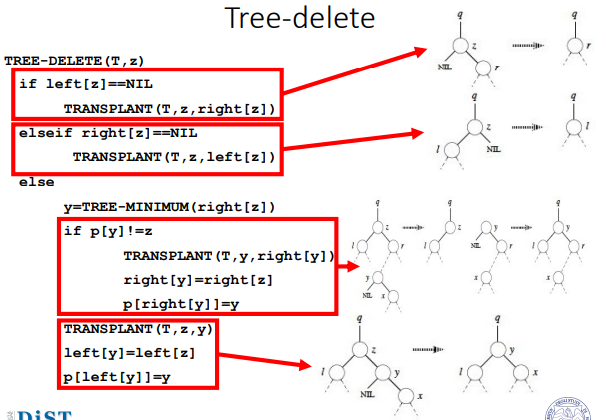 Tree-delete
TREE-DELETE(T,z)
if left[z]==NIL
TRANSPLANT(T,z,right[z])
elseif right[z]==NIL
TRANSPLANT(T,z,left[z])
else
y=TREE-MINIMUM(right[z])
if p[y]!=z
TRANSPLANT(T,y,right[y])
right[y]=right[z]
p[right[y]]=y
TRANSPLANT(T,z,y)
left[y]=left[z]
p[left[y]]=y
q
q
z
NIL
r
r
q
q
z
l
NIL
l
q
q
q
z
z
y
y
l
r
l
NIL
r
l
r
y
x
x
NIL
x
q
q
z
y
l
y
l
x
NIL
x
DiST